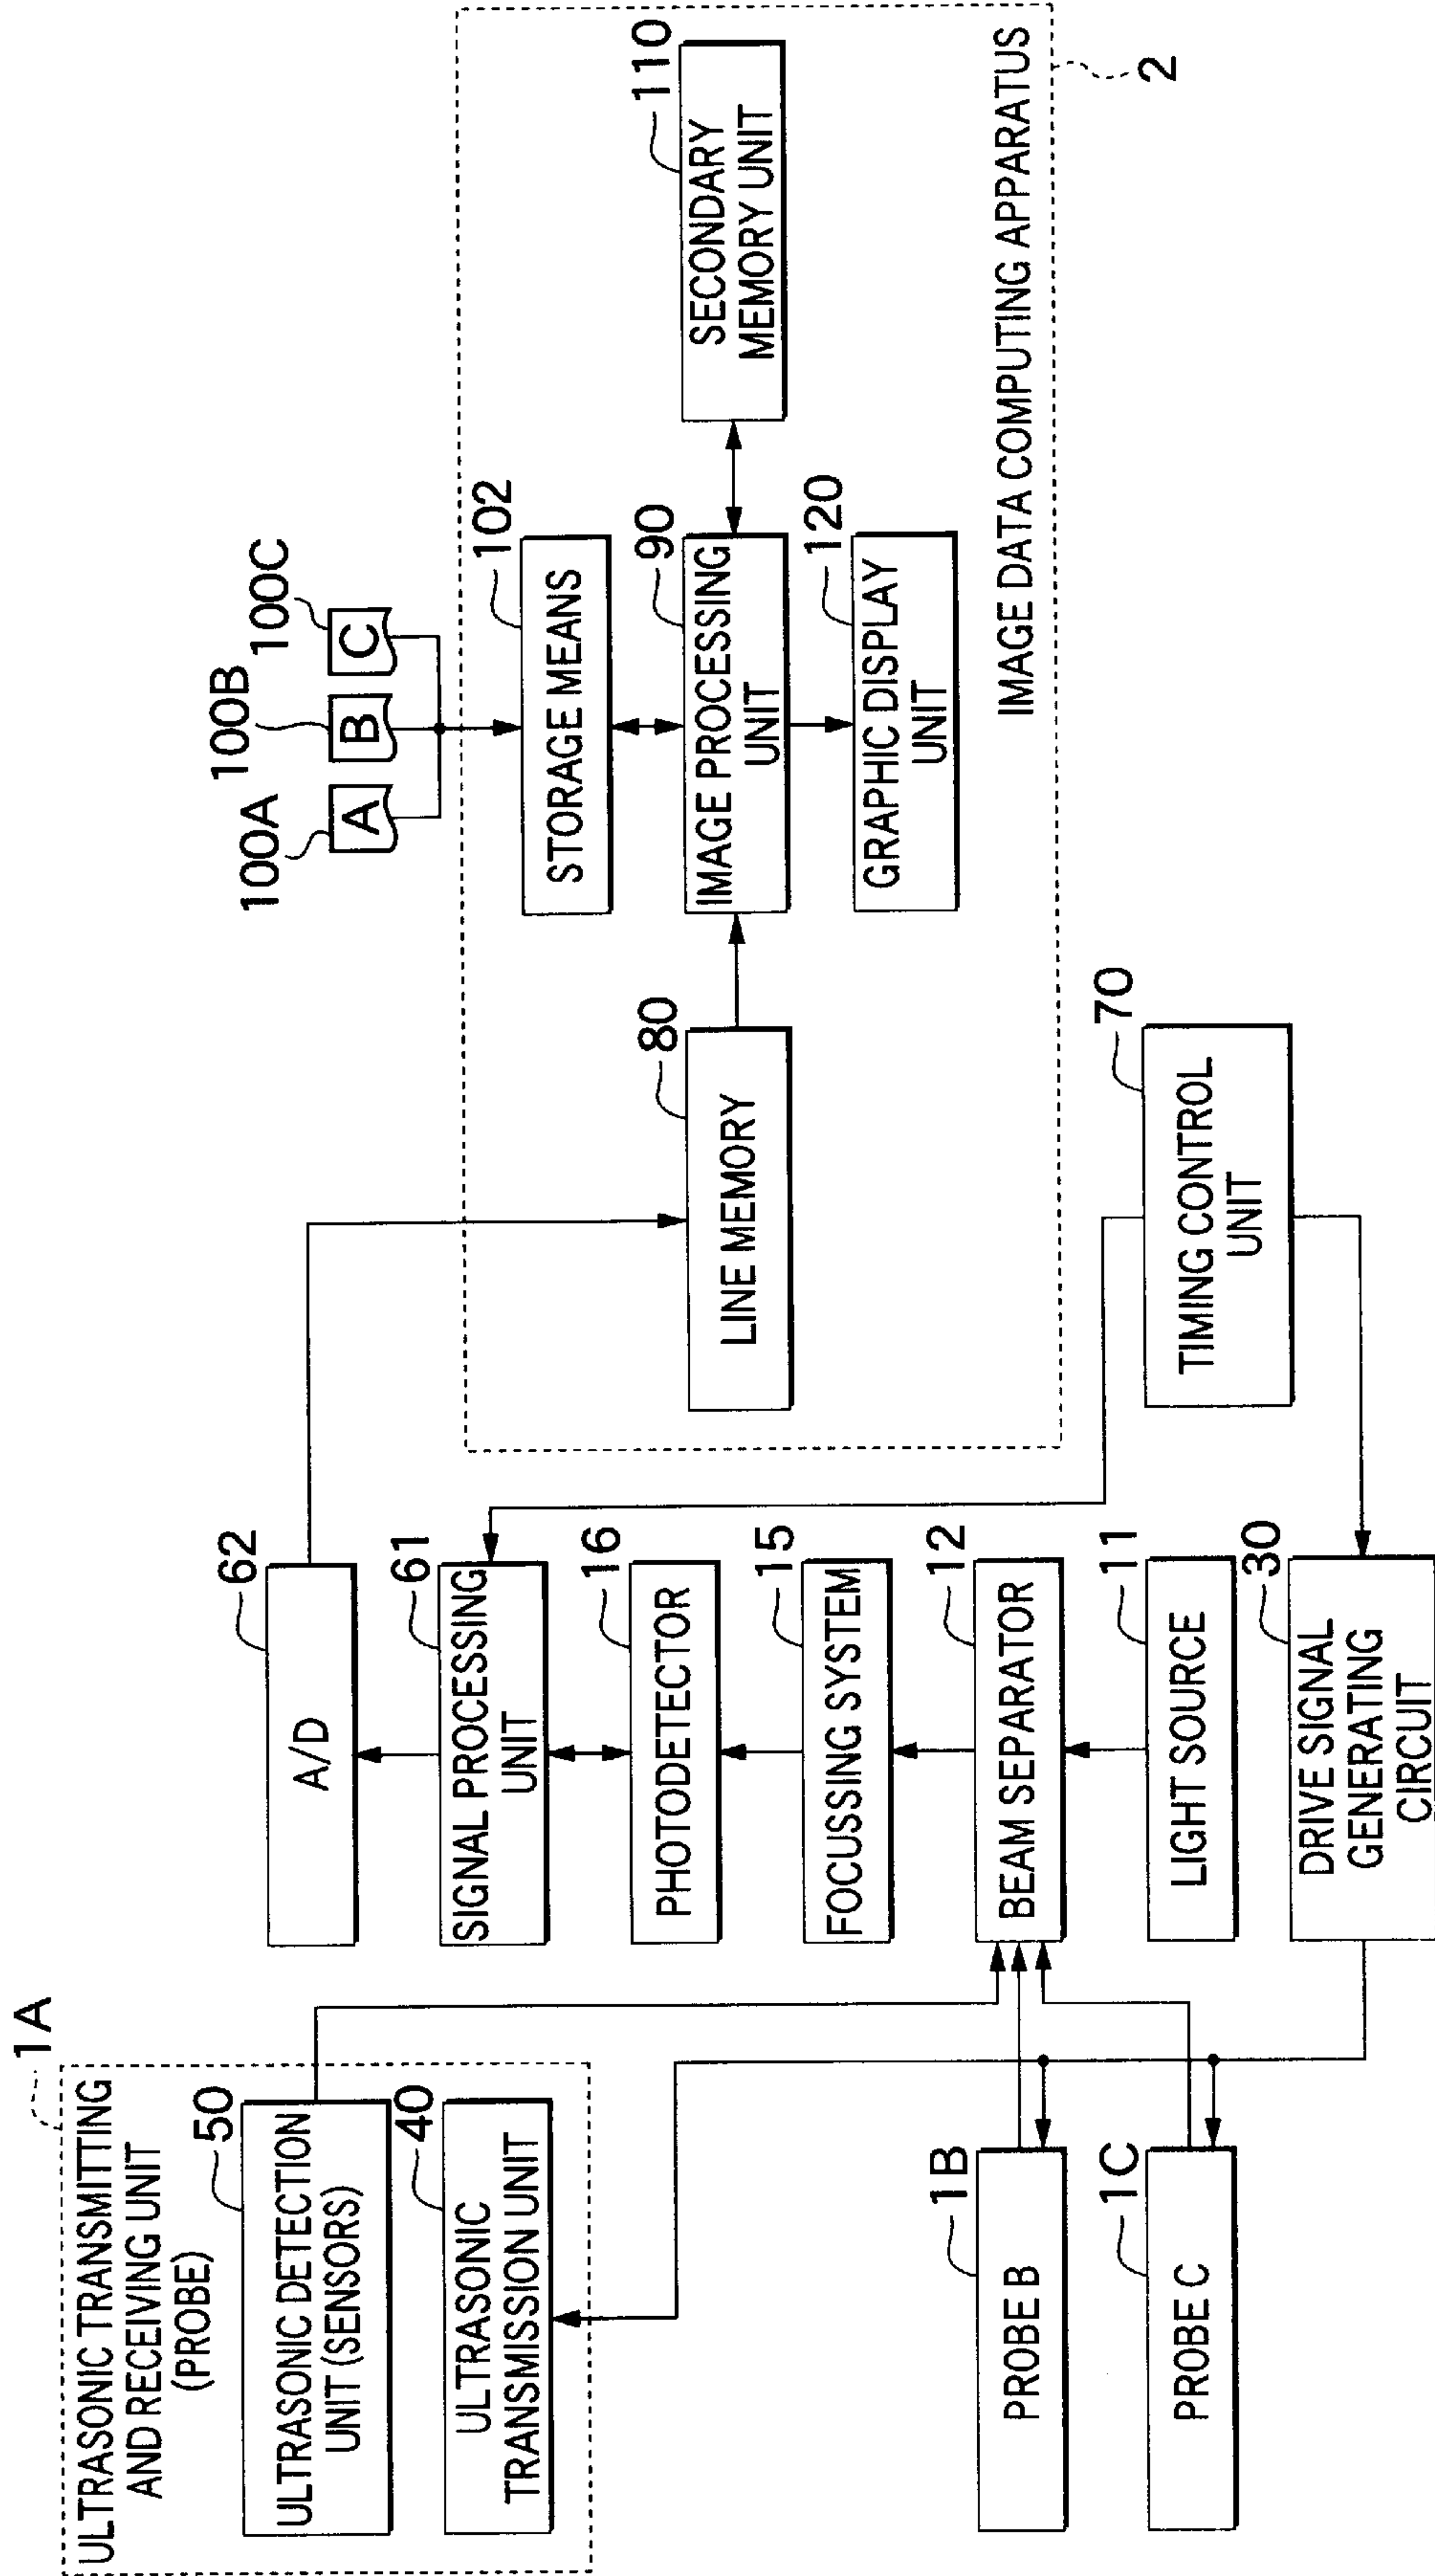 1A
ULTRASONIC TRANSMITTING
AND RECEIVING UNIT
(PROBE)
50
ULTRASONIC DETECTION
UNIT (SENSORS)
40
ULTRASONIC
TRANSMISSION UNIT
1B
PROBE B
1C
PROBE C
62
A/D
61
SIGNAL PROCESSING
UNIT
16
PHOTODETECTOR
15
FOCUSSING SYSTEM
12
BEAM SEPARATOR
11
LIGHT SOURCE
30
DRIVE SIGNAL
GENERATING
CIRCUIT
70
TIMING CONTROL
UNIT
80
LINE MEMORY
100A
A
100B
B
100C
C
102
STORAGE MEANS
90
IMAGE PROCESSING
UNIT
120
GRAPHIC DISPLAY
UNIT
110
SECONDARY
MEMORY UNIT
IMAGE DATA COMPUTING APPARATUS
2